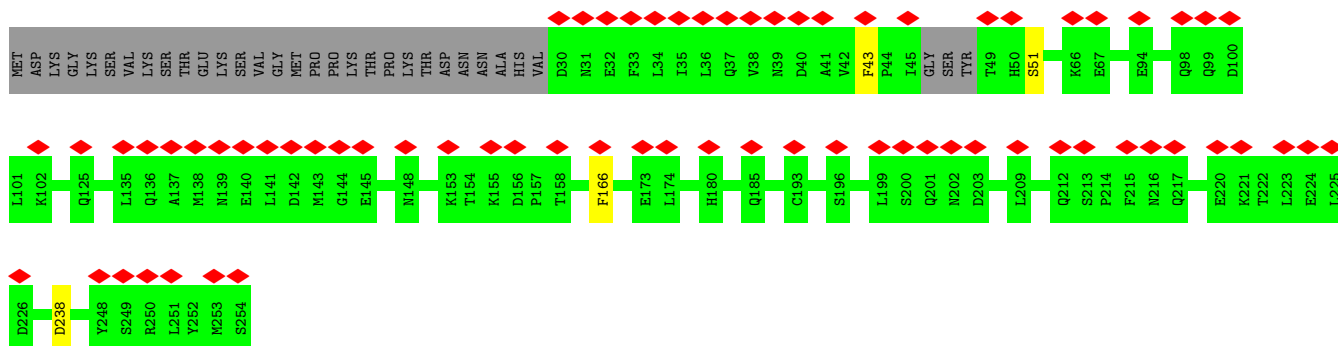 MET ASP LYS GLY LYS SER VAL LYS SER THR GLU LYS SER VAL GLY MET PRO PRO LYS THR PRO LYS THR ASP ASN ASN ALA HIS VAL D30 N31 E32 F33 L34 I35 L36 Q37 V38 N39 D40 A41 V42 F43 P44 I45 GLY SER TYR T49 H50 S51 K66 E67 E94 Q98 Q99 D100
L101 K102 Q125 L135 Q136 A137 M138 N139 E140 L141 D142 M143 G144 E145 N148 K153 T154 K155 D156 P157 T158 F166 E173 L174 H180 Q185 C193 S196 L199 S200 Q201 N202 D203 L209 Q212 S213 P214 F215 N216 Q217 E220 K221 T222 L223 E224 L225
D226 D238 Y248 S249 R250 L251 Y252 M253 S254